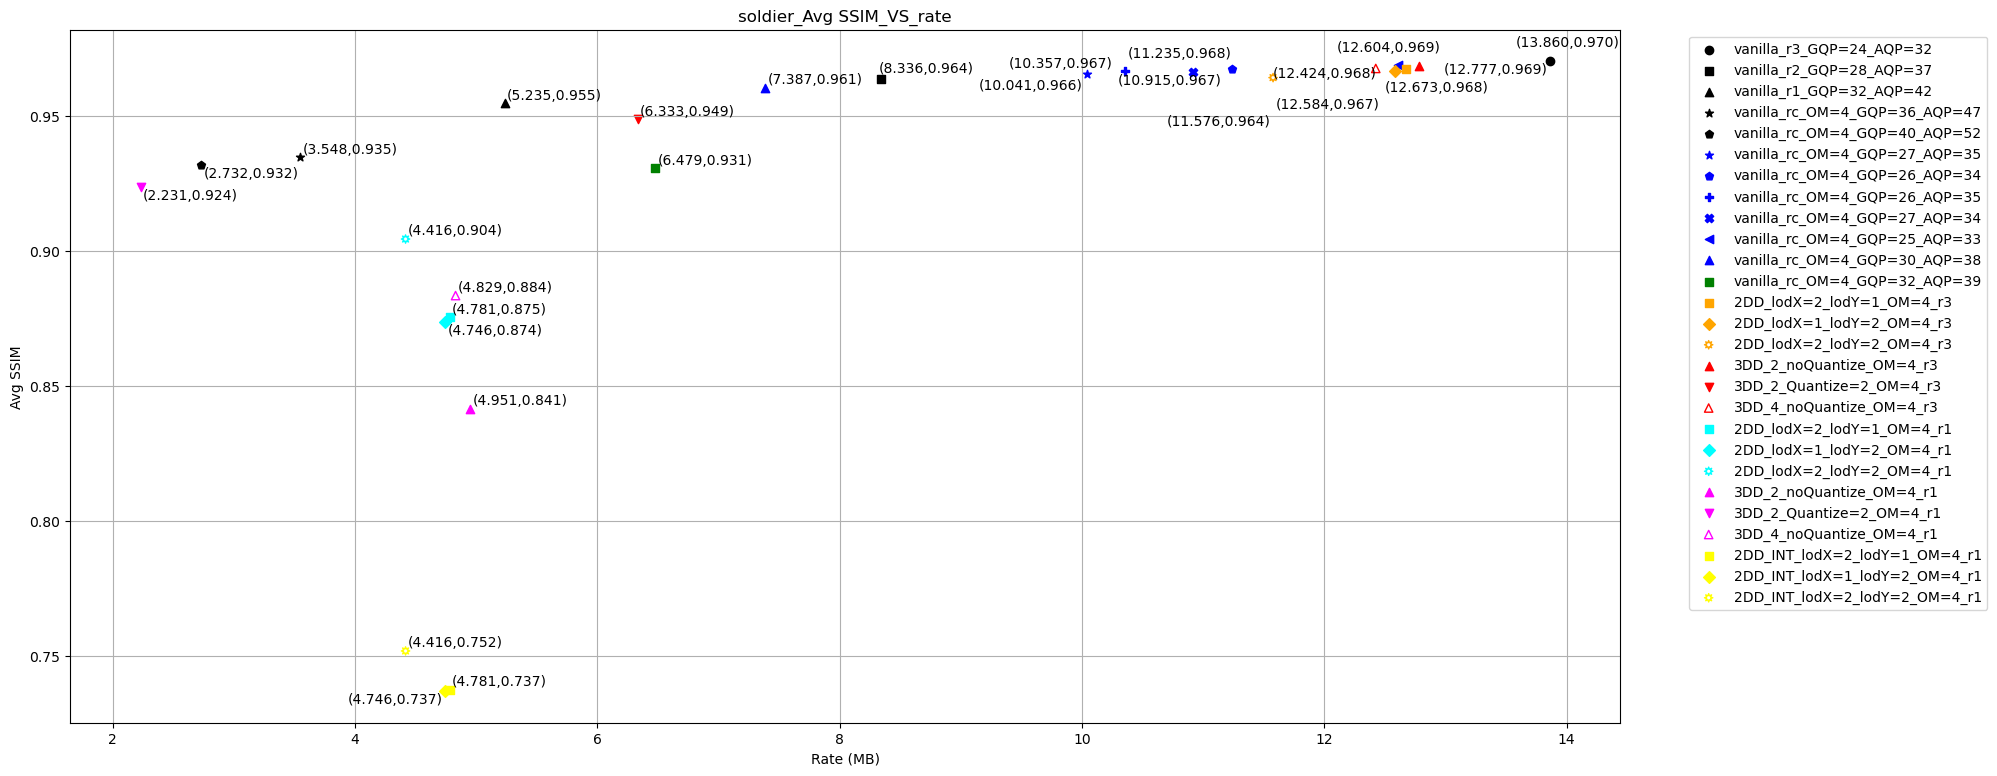 soldier_Avg SSIM_VS_rate
(13.860,0.970)
(12.604,0.969)
(11.235,0.968)
(10.357,0.967)
(8.336,0.964)
(12.777,0.969)
(12.424,0.968)
(7.387,0.961)
(10.041,0.966)
(10.915,0.967)
(12.673,0.968)
(5.235,0.955)
(12.584,0.967)
(6.333,0.949)
(11.576,0.964)
(3.548,0.935)
(6.479,0.931)
(2.732,0.932)
(2.231,0.924)
(4.416,0.904)
(4.829,0.884)
(4.781,0.875)
(4.746,0.874)
(4.951,0.841)
(4.416,0.752)
(4.781,0.737)
(4.746,0.737)
0.95
0.90
0.85
0.80
0.75
Avg SSIM
2 4 6 8 10 12 14
Rate (MB)
vanilla_r3_GQP=24_AQP=32
vanilla_r2_GQP=28_AQP=37
vanilla_r1_GQP=32_AQP=42
vanilla_rc_OM=4_GQP=36_AQP=47
vanilla_rc_OM=4_GQP=40_AQP=52
vanilla_rc_OM=4_GQP=27_AQP=35
vanilla_rc_OM=4_GQP=26_AQP=34
vanilla_rc_OM=4_GQP=26_AQP=35
vanilla_rc_OM=4_GQP=27_AQP=34
vanilla_rc_OM=4_GQP=25_AQP=33
vanilla_rc_OM=4_GQP=30_AQP=38
vanilla_rc_OM=4_GQP=32_AQP=39
2DD_lodX=2_lodY=1_OM=4_r3
2DD_lodX=1_lodY=2_OM=4_r3
2DD_lodX=2_lodY=2_OM=4_r3
3DD_2_noQuantize_OM=4_r3
3DD_2_Quantize=2_OM=4_r3
3DD_4_noQuantize_OM=4_r3
2DD_lodX=2_lodY=1_OM=4_r1
2DD_lodX=1_lodY=2_OM=4_r1
2DD_lodX=2_lodY=2_OM=4_r1
3DD_2_noQuantize_OM=4_r1
3DD_2_Quantize=2_OM=4_r1
3DD_4_noQuantize_OM=4_r1
2DD_INT_lodX=2_lodY=1_OM=4_r1
2DD_INT_lodX=1_lodY=2_OM=4_r1
2DD_INT_lodX=2_lodY=2_OM=4_r1